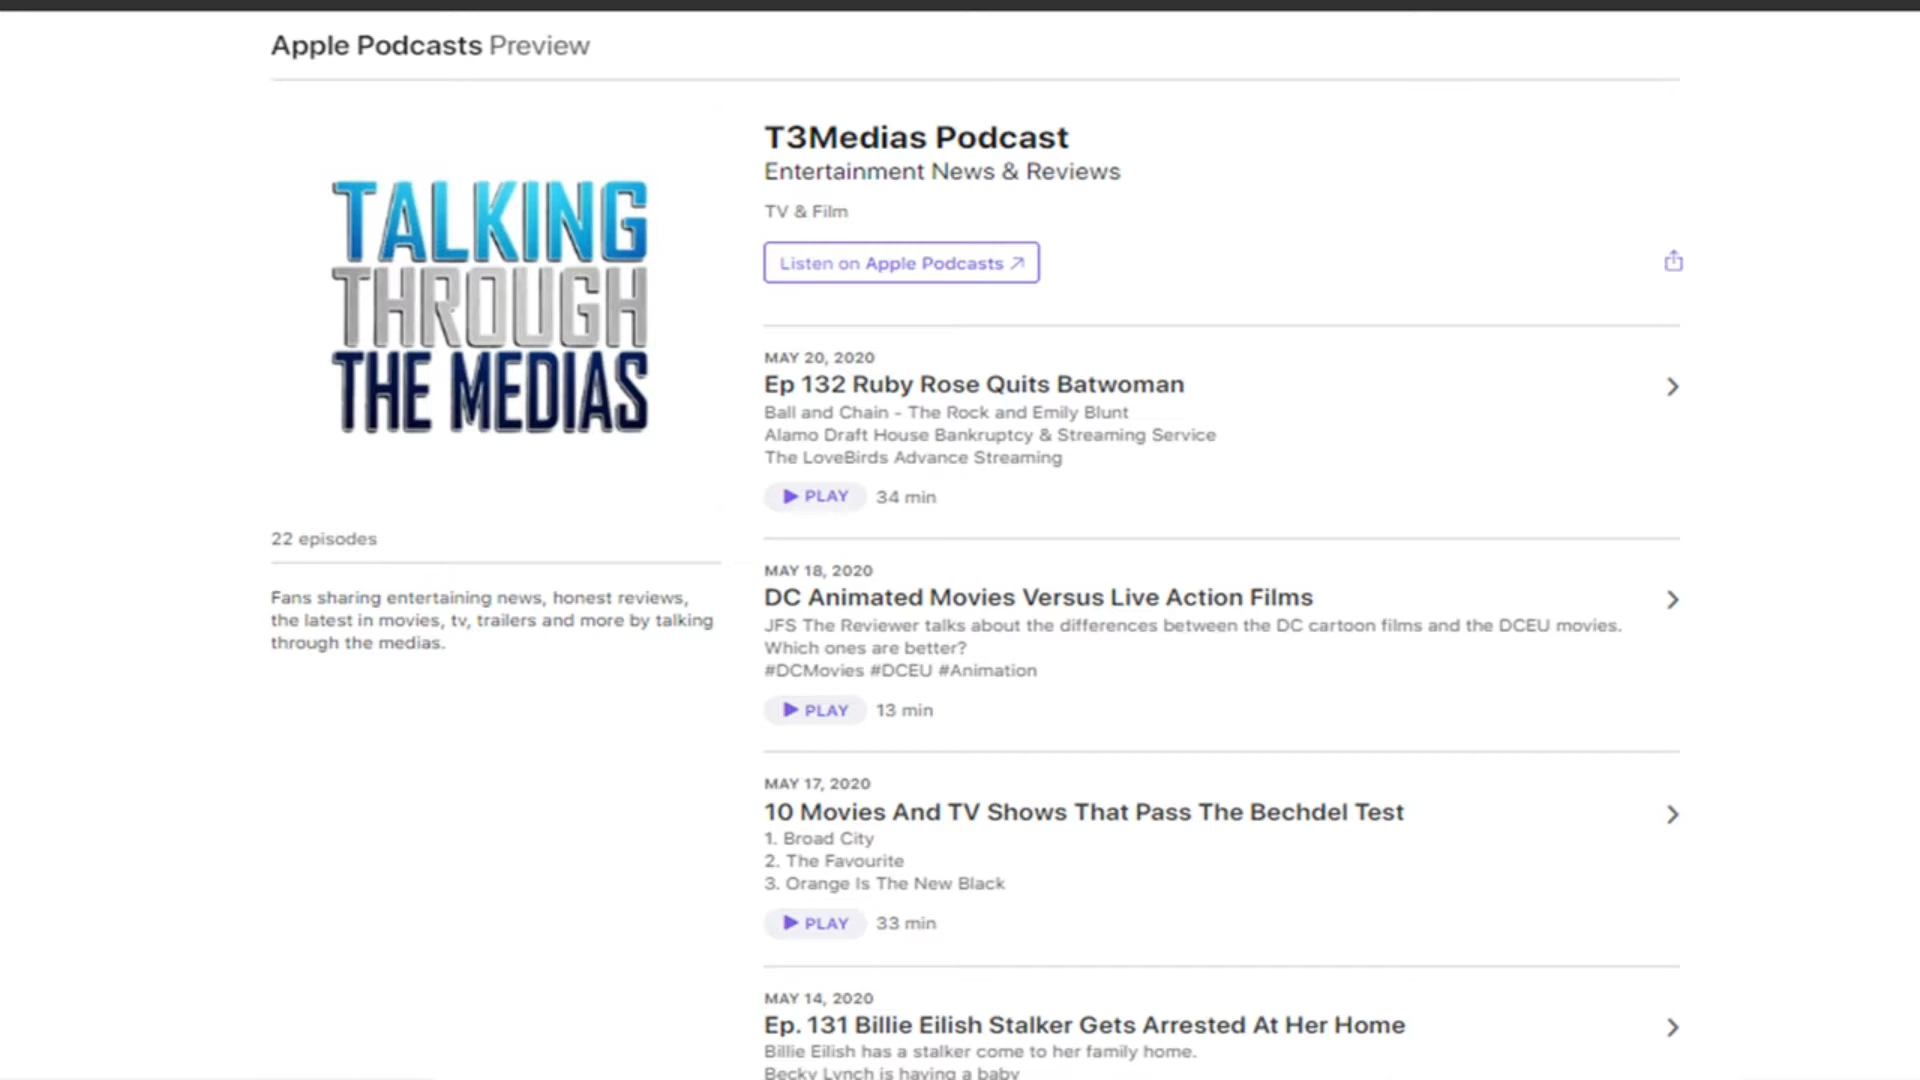 Apple Podcasts Preview
TALKING
THROUGH
THE MEDIAS
22 episodes
Fans sharing entertaining news, honest reviews,
the latest in movies, tv, trailers and more by talking
through the medias.
T3Medias Podcast
Entertainment News & Reviews
TV & Film
Listen on Apple Podcasts ↗
MAY 20, 2020
Ep 132 Ruby Rose Quits Batwoman
Ball and Chain - The Rock and Emily Blunt
Alamo Draft House Bankruptcy & Streaming Service
The LoveBirds Advance Streaming
PLAY 34 min
MAY 18, 2020
DC Animated Movies Versus Live Action Films
JFS The Reviewer talks about the differences between the DC cartoon films and the DCEU movies.
Which ones are better?
#DCMovies #DCEU #Animation
PLAY 13 min
MAY 17, 2020
10 Movies And TV Shows That Pass The Bechdel Test
1. Broad City
2. The Favourite
3. Orange Is The New Black
PLAY 33 min
MAY 14, 2020
Ep. 131 Billie Eilish Stalker Gets Arrested At Her Home
Billie Eilish has a stalker come to her family home.
Becky Lynch is having a baby